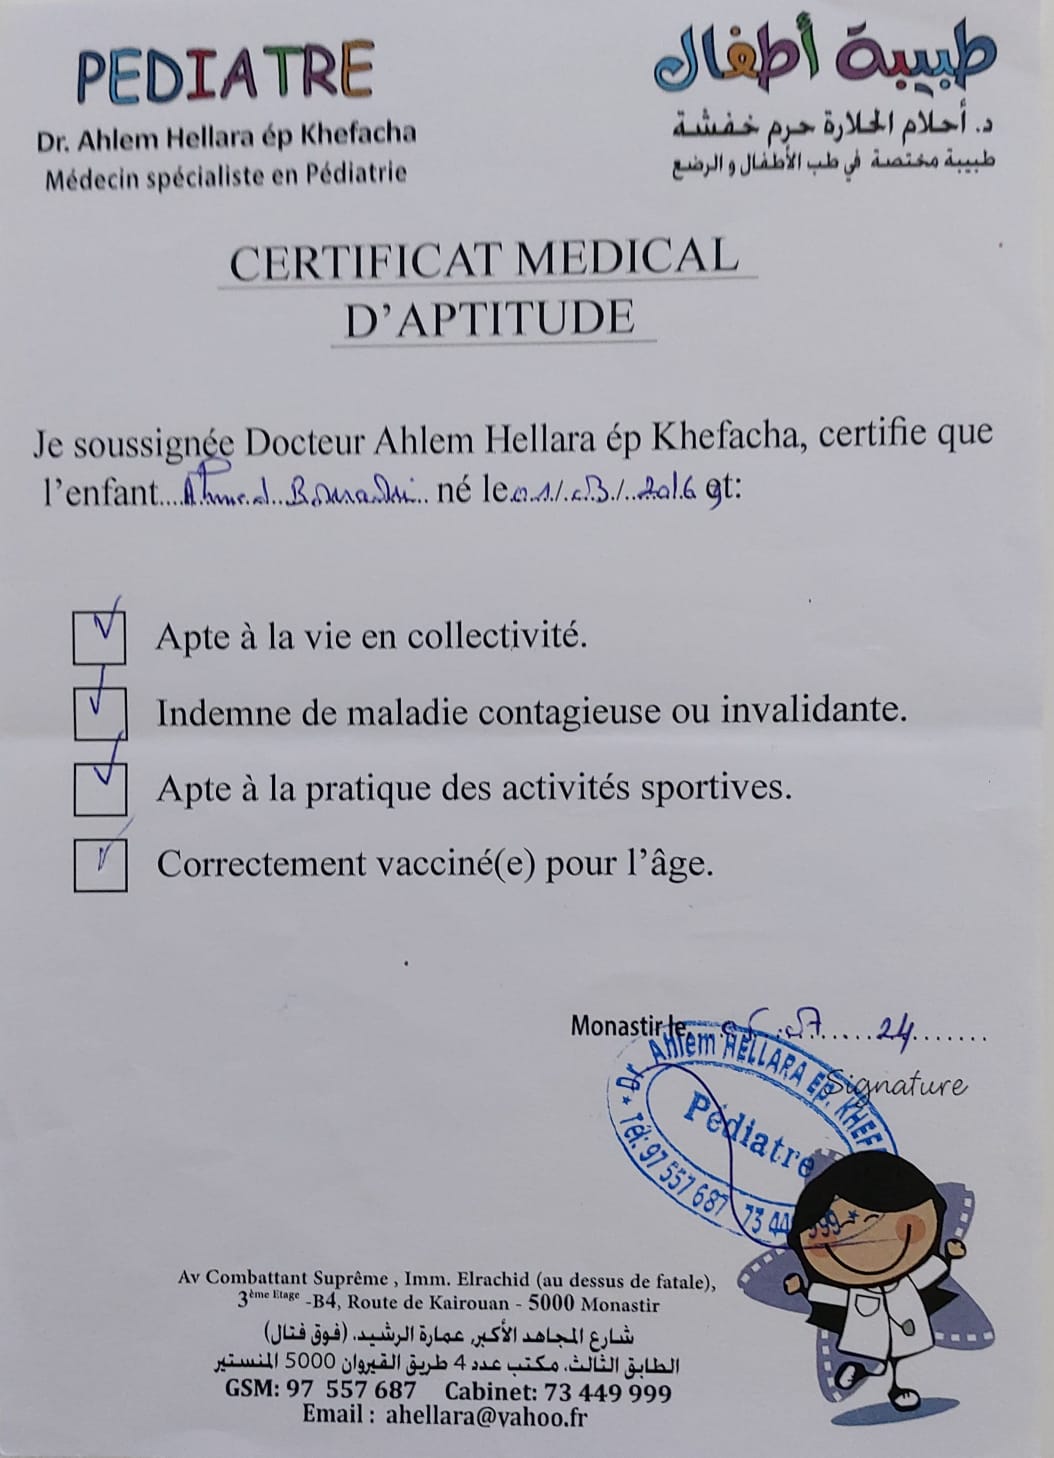 PEDIATRE
Dr. Ahlem Hellara ép Khefacha
Médecin spécialiste en Pédiatrie
طبيبة أطفال
د. أحلام الحلارة حرم خفشة
طبيبة مختصة في طب الأطفال و الرضع
CERTIFICAT MEDICAL
D’APTITUDE
Je soussignée Docteur Ahlem Hellara ép Khefacha, certifie que
l’enfant....Ahmed.......né le 01/03/2016 et:
Apte à la vie en collectivité.
Indemne de maladie contagieuse ou invalidante.
Apte à la pratique des activités sportives.
Correctement vacciné(e) pour l’âge.
Monastir le 24
Signature
Dr Ahlem HELLARA Ep. KHEF
Pédiatre
Tél: 97 557 687 73 44 999
Av Combattant Suprême , Imm. Elrachid (au dessus de fatale),
3ème Etage -B4, Route de Kairouan - 5000 Monastir
شارع المجاهد الأكبر عمارة الرشيد. (فوق فتال)
الطابق الثالث. مكتب عدد 4 طريق القيروان 5000 المنستير
GSM: 97 557 687 Cabinet: 73 449 999
Email : ahellara@yahoo.fr